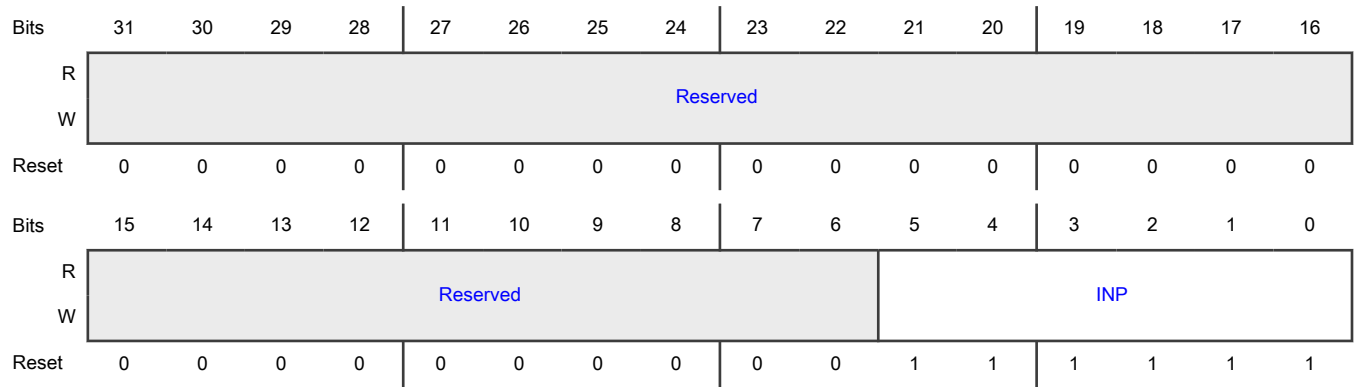 Bits 31 30 29 28 27 26 25 24 23 22 21 20 19 18 17 16
R
Reserved
W
Reset 0 0 0 0 0 0 0 0 0 0 0 0 0 0 0 0
Bits 15 14 13 12 11 10 9 8 7 6 5 4 3 2 1 0
R
Reserved INP
W
Reset 0 0 0 0 0 0 0 0 0 0 1 1 1 1 1 1